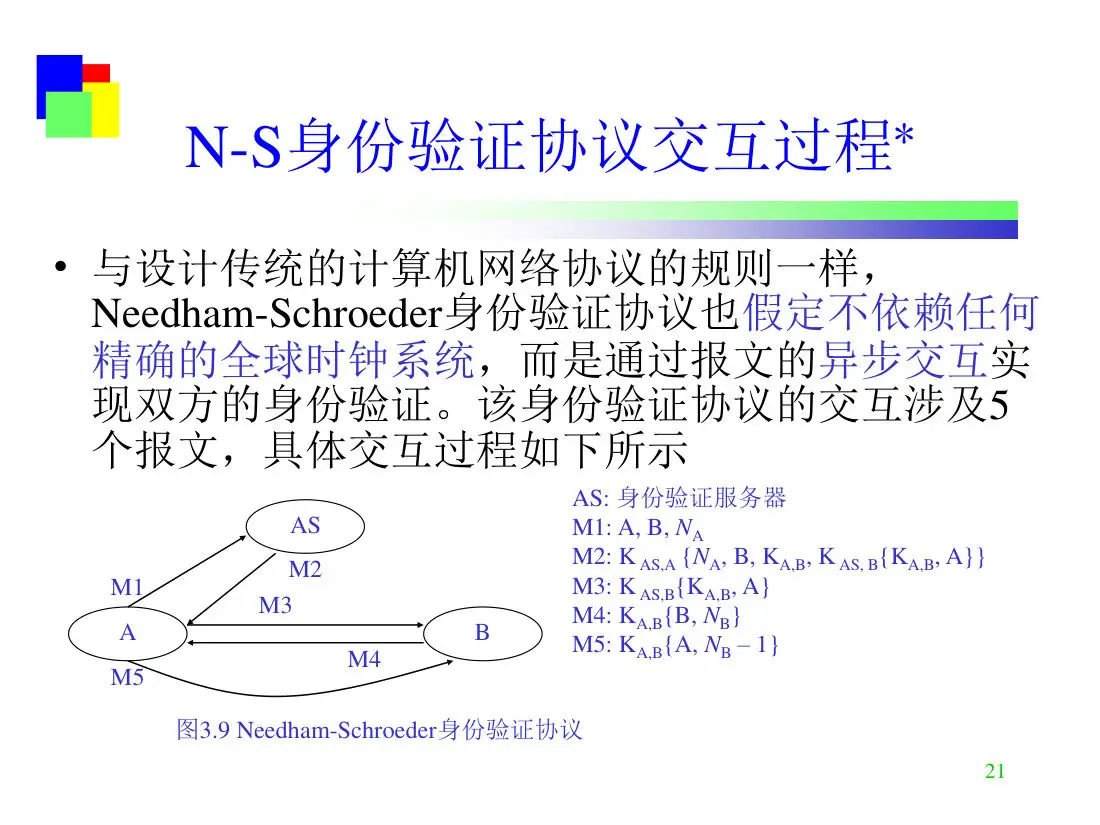 N-S身份验证协议交互过程*
• 与设计传统的计算机网络协议的规则一样，
Needham-Schroeder身份验证协议也假定不依赖任何
精确的全球时钟系统，而是通过报文的异步交互实
现双方的身份验证。该身份验证协议的交互涉及5
个报文，具体交互过程如下所示
AS
M2
M1
M3
A
B
M4
M5
AS: 身份验证服务器
M1: A, B, NA
M2: K AS,A {NA, B, KA,B, K AS, B{KA,B, A}}
M3: K AS,B{KA,B, A}
M4: KA,B{B, NB}
M5: KA,B{A, NB – 1}
图3.9 Needham-Schroeder身份验证协议
21